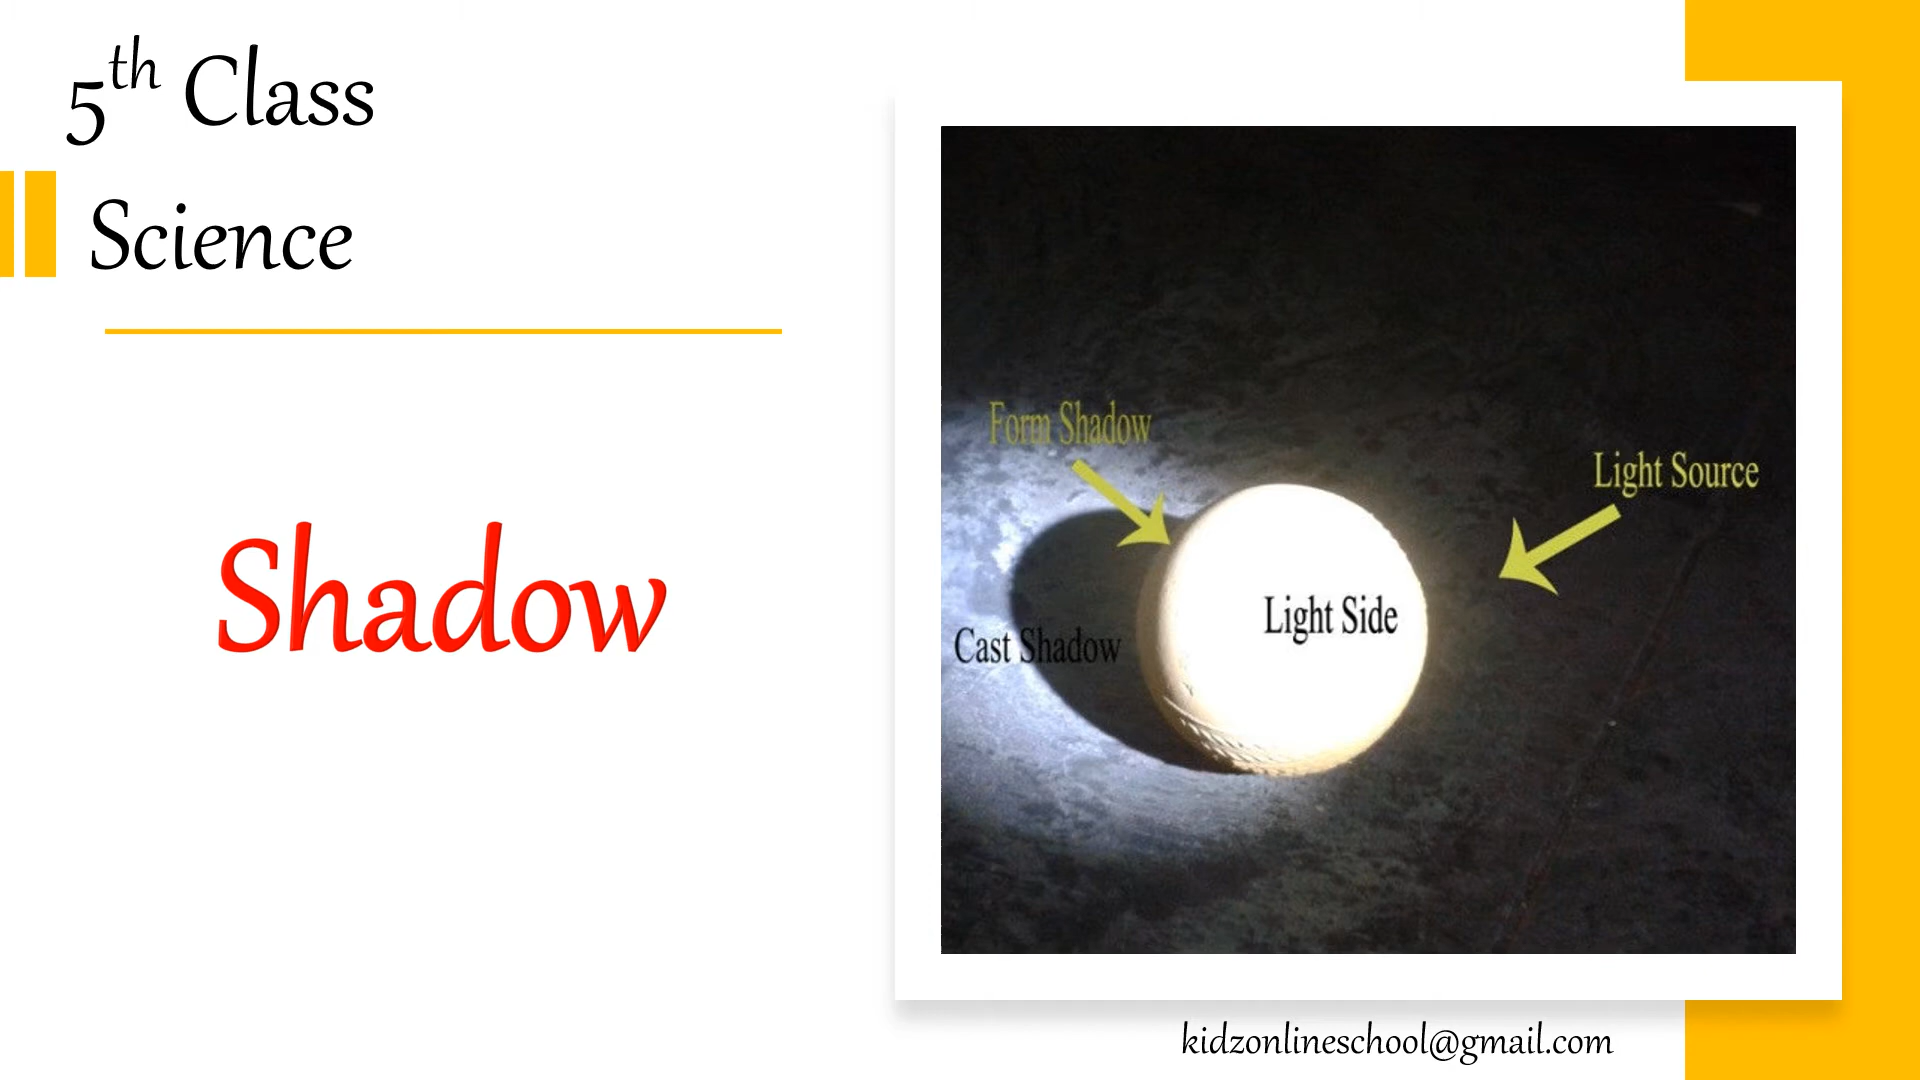 5th Class
Science
Shadow
Form Shadow
Light Source
Light Side
Cast Shadow
kidzonlineschool@gmail.com